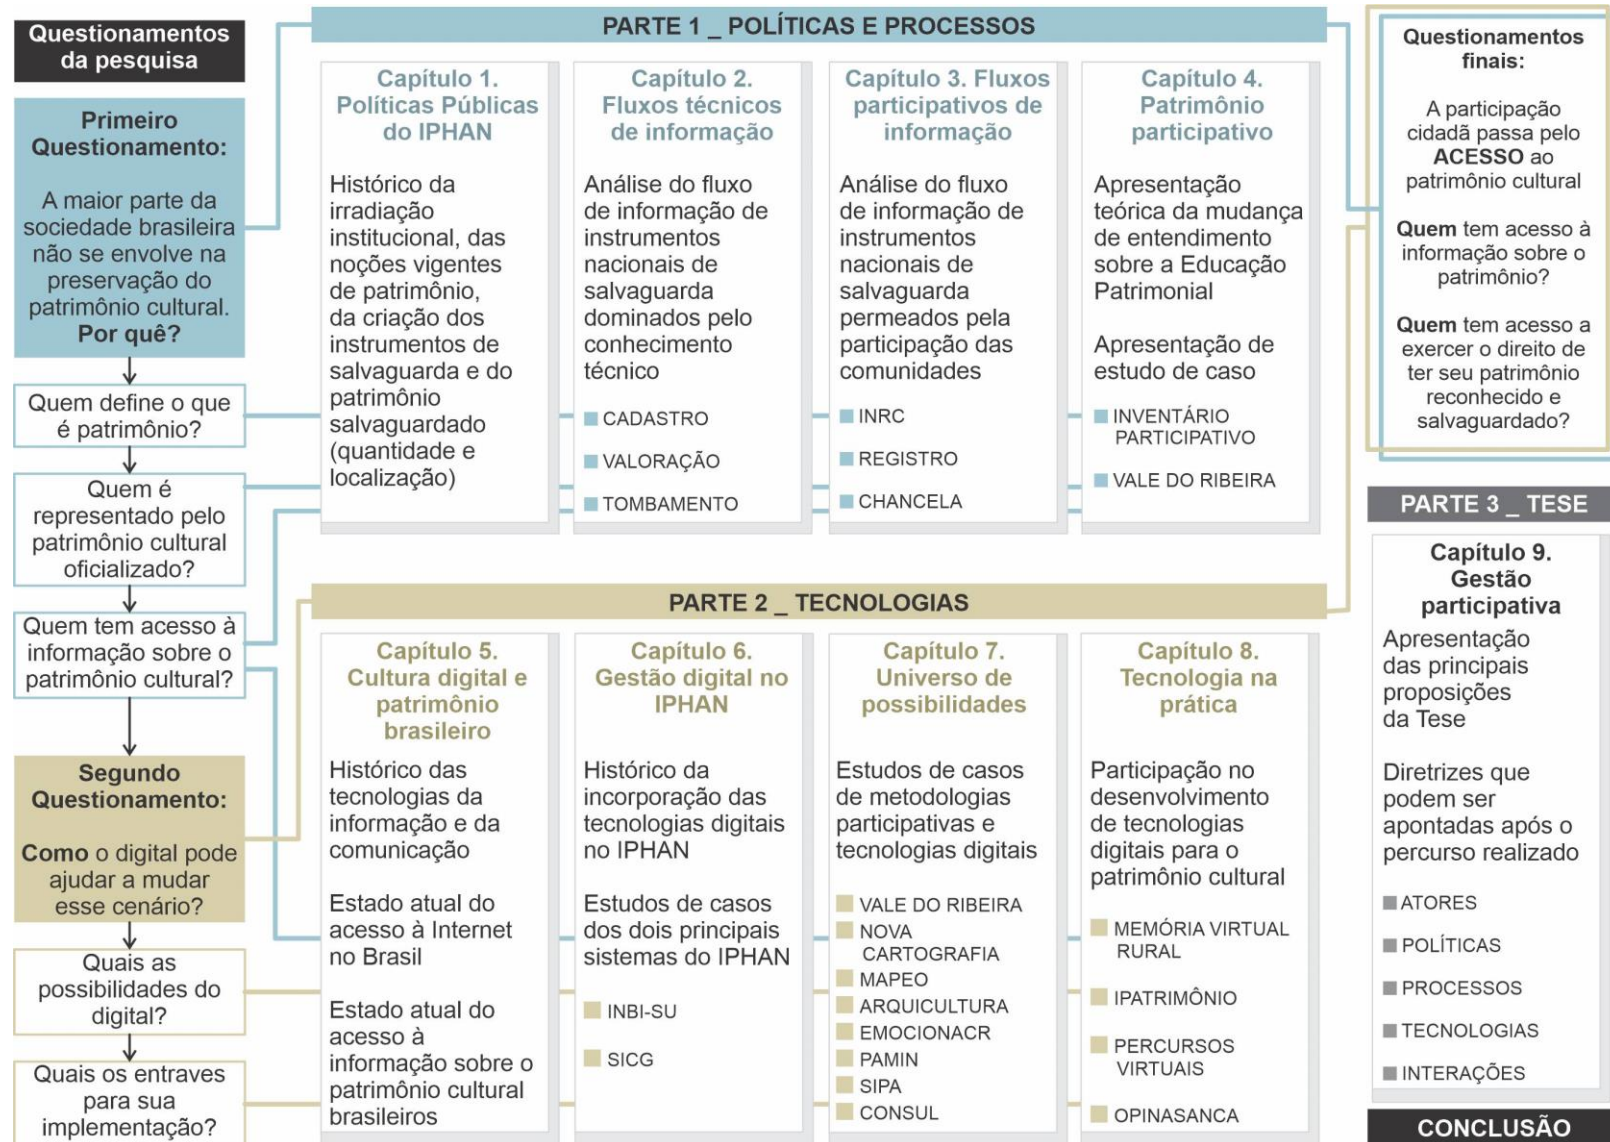 Questionamentos
da pesquisa
Primeiro
Questionamento:
A maior parte da
sociedade brasileira
não se envolve na
preservação do
patrimônio cultural.
Por quê?
Quem define o que
é patrimônio?
Quem é
representado pelo
patrimônio cultural
oficializado?
Quem tem acesso à
informação sobre o
patrimônio cultural?
Segundo
Questionamento:
Como o digital pode
ajudar a mudar
esse cenário?
Quais as
possibilidades do
digital?
Quais os entraves
para sua
implementação?
PARTE 1 _ POLÍTICAS E PROCESSOS
Capítulo 1.
Políticas Públicas
do IPHAN
Histórico da
irradiação
institucional, das
noções vigentes
de patrimônio,
da criação dos
instrumentos de
salvaguarda e do
patrimônio
salvaguardado
(quantidade e
localização)
Capítulo 2.
Fluxos técnicos
de informação
Análise do fluxo
de informação de
instrumentos
nacionais de
salvaguarda
dominados pelo
conhecimento
técnico
CADASTRO
VALORAÇÃO
TOMBAMENTO
Capítulo 3. Fluxos
participativos de
informação
Análise do fluxo
de informação de
instrumentos
nacionais de
salvaguarda
permeados pela
participação das
comunidades
INRC
REGISTRO
CHANCELA
Capítulo 4.
Patrimônio
participativo
Apresentação
teórica da mudança
de entendimento
sobre a Educação
Patrimonial
Apresentação de
estudo de caso
INVENTÁRIO
PARTICIPATIVO
VALE DO RIBEIRA
PARTE 2 _ TECNOLOGIAS
Capítulo 5.
Cultura digital e
patrimônio
brasileiro
Histórico das
tecnologias da
informação e da
comunicação
Estado atual do
acesso à Internet
no Brasil
Estado atual do
acesso à
informação sobre o
patrimônio cultural
brasileiros
Capítulo 6.
Gestão digital no
IPHAN
Histórico da
incorporação das
tecnologias digitais
no IPHAN
Estudos de casos
dos dois principais
sistemas do IPHAN
INBI-SU
SICG
Capítulo 7.
Universo de
possibilidades
Estudos de casos
de metodologias
participativas e
tecnologias digitais
VALE DO RIBEIRA
NOVA
CARTOGRAFIA
MAPEO
ARQUICULTURA
EMOCIONACR
PAMIN
SIPA
CONSUL
Capítulo 8.
Tecnologia na
prática
Participação no
desenvolvimento
de tecnologias
digitais para o
patrimônio cultural
MEMÓRIA VIRTUAL
RURAL
IPATRIMÔNIO
PERCURSOS
VIRTUAIS
OPINASANCA
Questionamentos
finais:
A participação
cidadã passa pelo
ACESSO ao
patrimônio cultural
Quem tem acesso à
informação sobre o
patrimônio?
Quem tem acesso a
exercer o direito de
ter seu patrimônio
reconhecido e
salvaguardado?
PARTE 3 _ TESE
Capítulo 9.
Gestão
participativa
Apresentação
das principais
proposições
da Tese
Diretrizes que
podem ser
apontadas após o
percurso realizado
ATORES
POLÍTICAS
PROCESSOS
TECNOLOGIAS
INTERAÇÕES
CONCLUSÃO